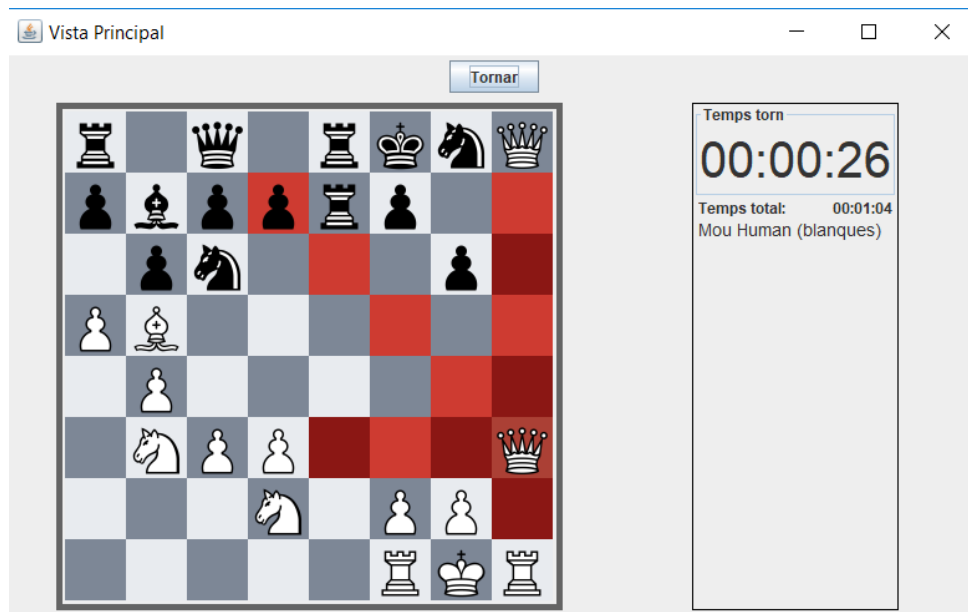 Vista Principal
Tornar
Temps torn
00:00:26
Temps total: 00:01:04
Mou Human (blanques)